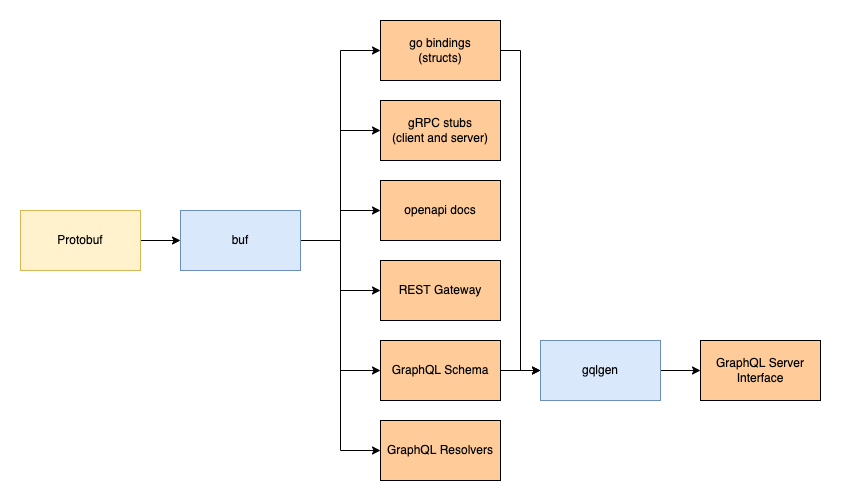 go bindings
(structs)
gRPC stubs
(client and server)
openapi docs
Protobuf
buf
REST Gateway
GraphQL Schema
gqlgen
GraphQL Server
Interface
GraphQL Resolvers